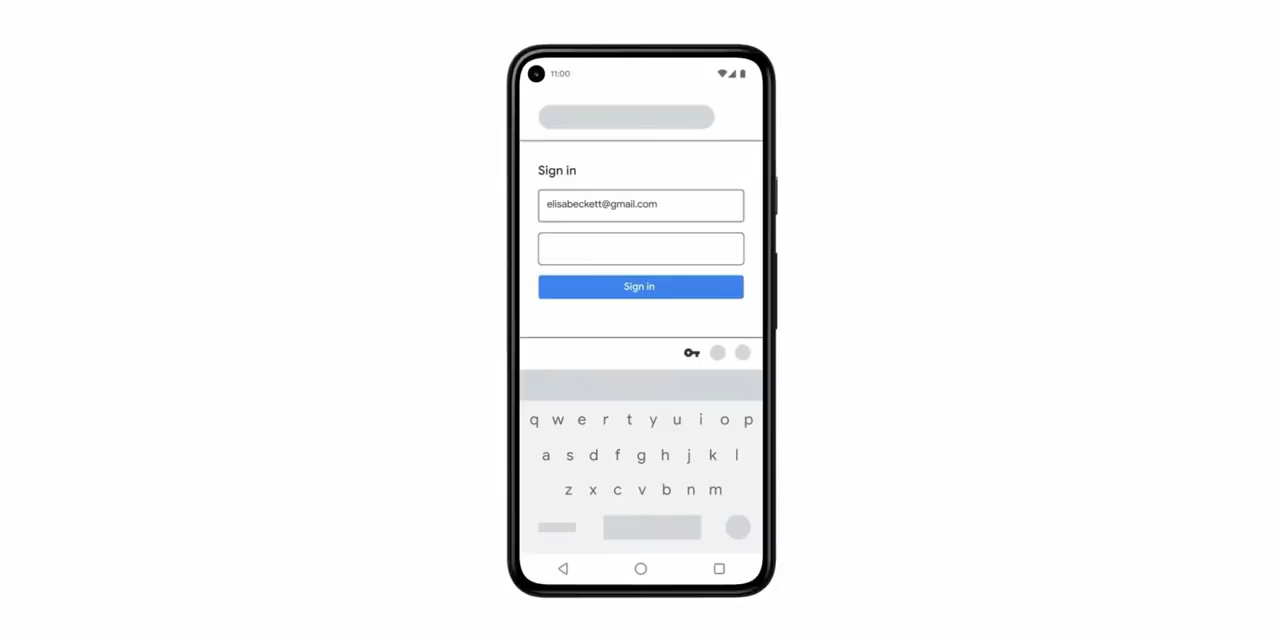 11:00
Sign in
elisabeckett@gmail.com
Sign in
q w e r t y u i o p
a s d f g h j k l
z x c v b n m